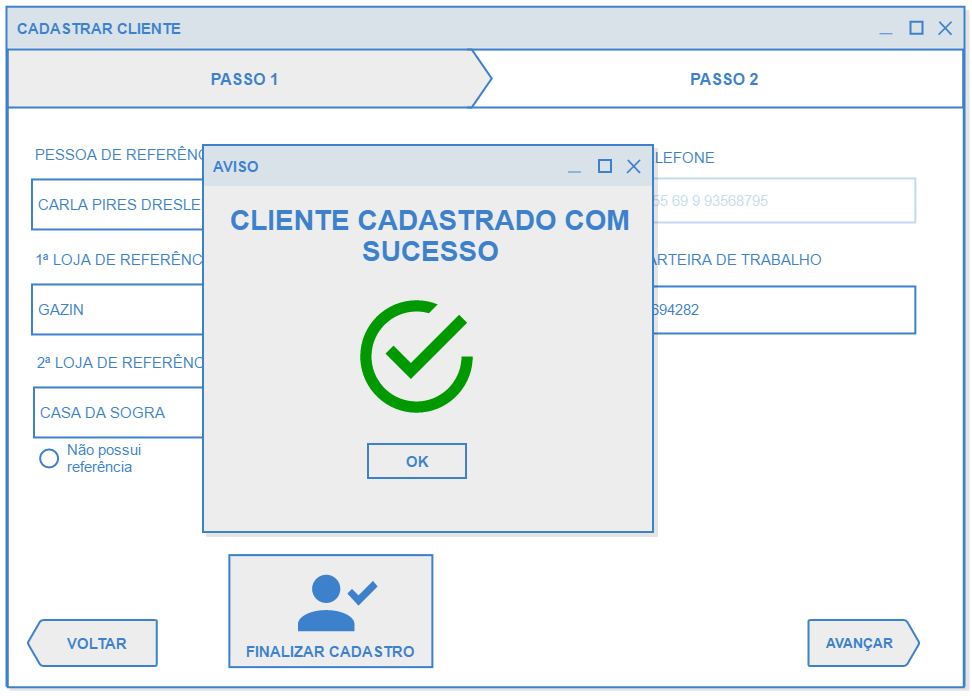 CADASTRAR CLIENTE
PASSO 1
PASSO 2
PESSOA DE REFERÊNC
LEFONE
CARLA PIRES DRESLE
55 69 9 93568795
1ª LOJA DE REFERÊNC
ARTEIRA DE TRABALHO
GAZIN
694282
2ª LOJA DE REFERÊNC
CASA DA SOGRA
Não possui
referência
AVISO
CLIENTE CADASTRADO COM
SUCESSO
OK
VOLTAR
FINALIZAR CADASTRO
AVANÇAR